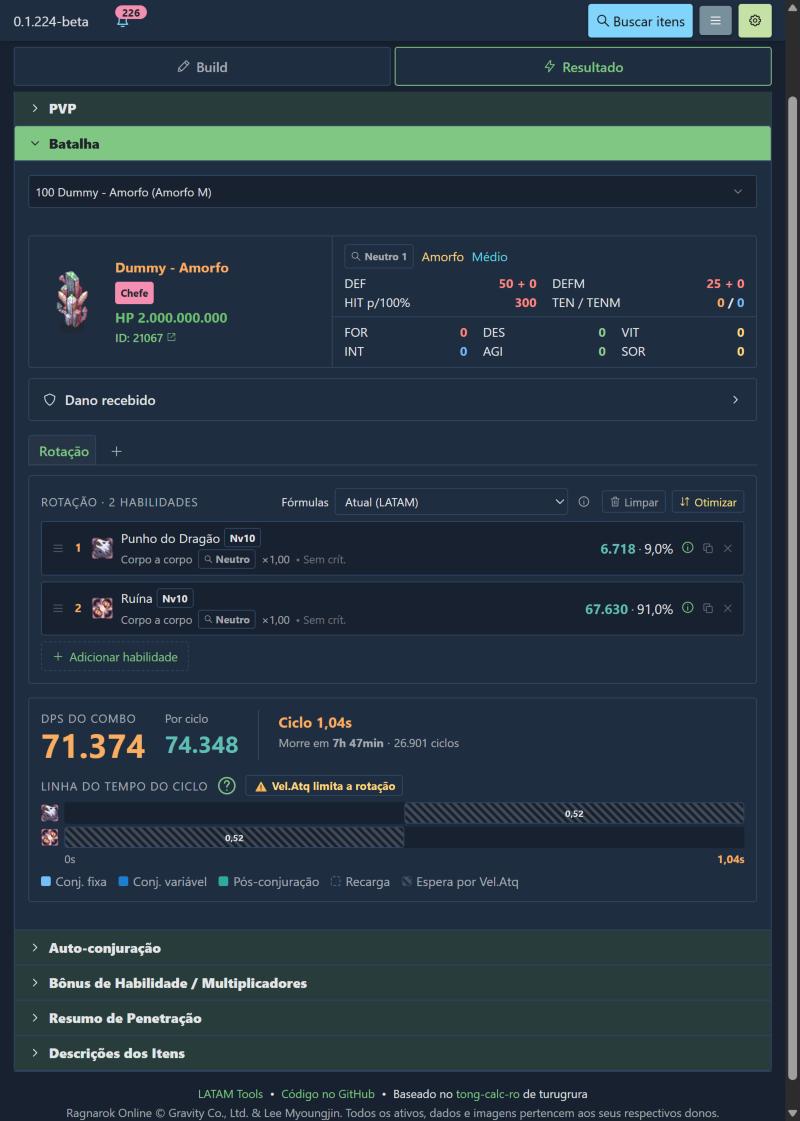 0.1.224-beta
226
Buscar itens
Build
Resultado
PVP
Batalha
100 Dummy - Amorfo (Amorfo M)
Dummy - Amorfo
Chefe
HP 2.000.000.000
ID: 21067
Neutro 1 Amorfo Médio
DEF 50 + 0 DEFM 25 + 0
HIT p/100% 300 TEN / TENM 0 / 0
FOR 0 DES 0 VIT 0
INT 0 AGI 0 SOR 0
Dano recebido
Rotação +
ROTAÇÃO · 2 HABILIDADES Fórmulas Atual (LATAM) Limpar Otimizar
1 Punho do Dragão Nv10
Corpo a corpo Neutro ×1,00 • Sem crít.
6.718 · 9,0%
2 Ruína Nv10
Corpo a corpo Neutro ×1,00 • Sem crít.
67.630 · 91,0%
+ Adicionar habilidade
DPS DO COMBO
71.374
Por ciclo
74.348
Ciclo 1,04s
Morre em 7h 47min · 26.901 ciclos
LINHA DO TEMPO DO CICLO ? Vel.Atq limita a rotação
0,52
0,52
0s 1,04s
Conj. fixa Conj. variável Pós-conjuração Recarga Espera por Vel.Atq
Auto-conjuração
Bônus de Habilidade / Multiplicadores
Resumo de Penetração
Descrições dos Itens
LATAM Tools • Código no GitHub • Baseado no tong-calc-ro de turugrura
Ragnarok Online © Gravity Co., Ltd. & Lee Myoungjin. Todos os ativos, dados e imagens pertencem aos seus respectivos donos.